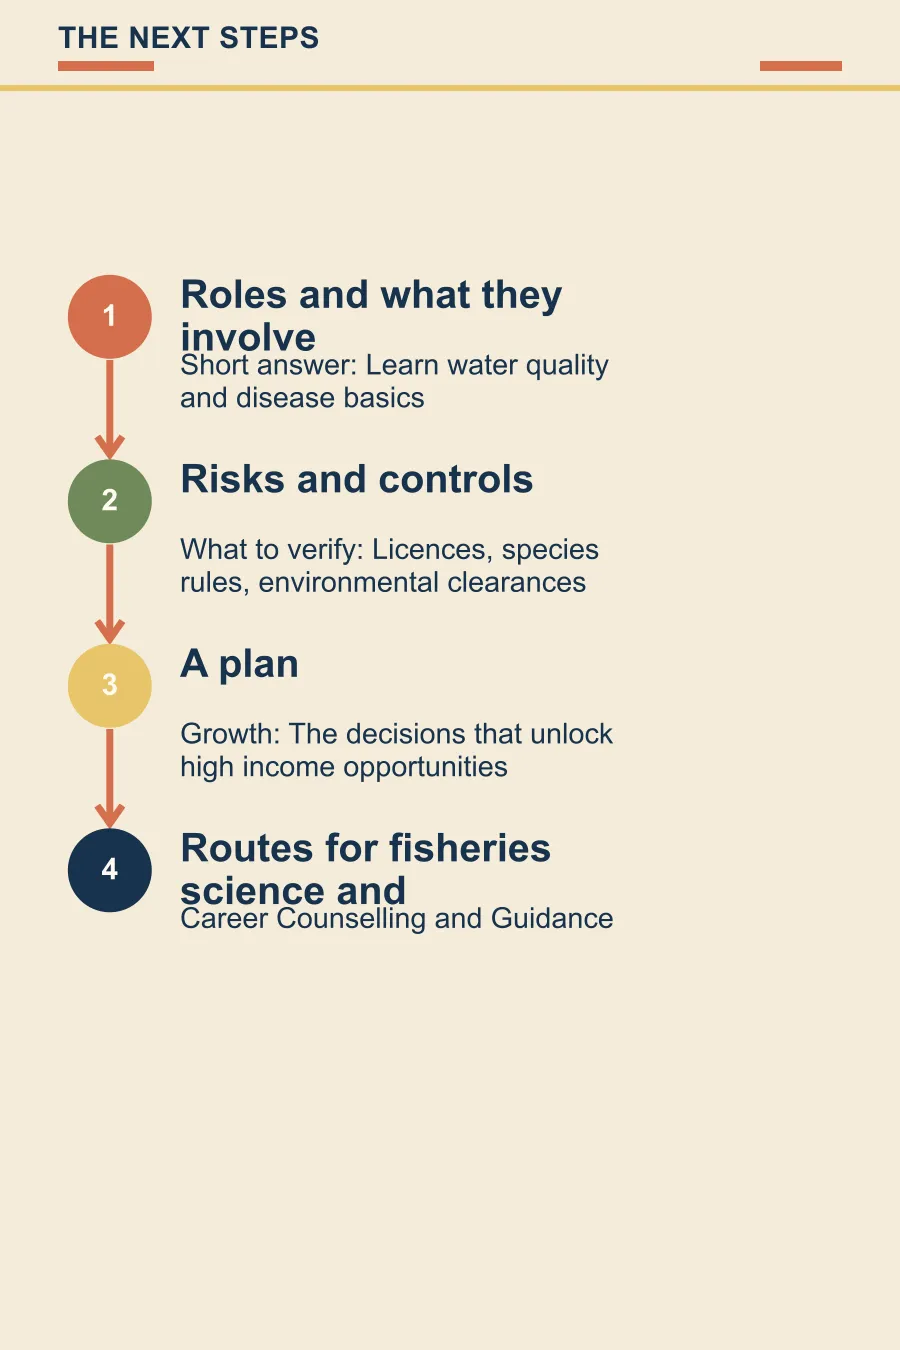 THE NEXT STEPS
1
Roles and what they
involve
Short answer: Learn water quality
and disease basics
2
Risks and controls
What to verify: Licences, species
rules, environmental clearances
3
A plan
Growth: The decisions that unlock
high income opportunities
4
Routes for fisheries
science and
Career Counselling and Guidance